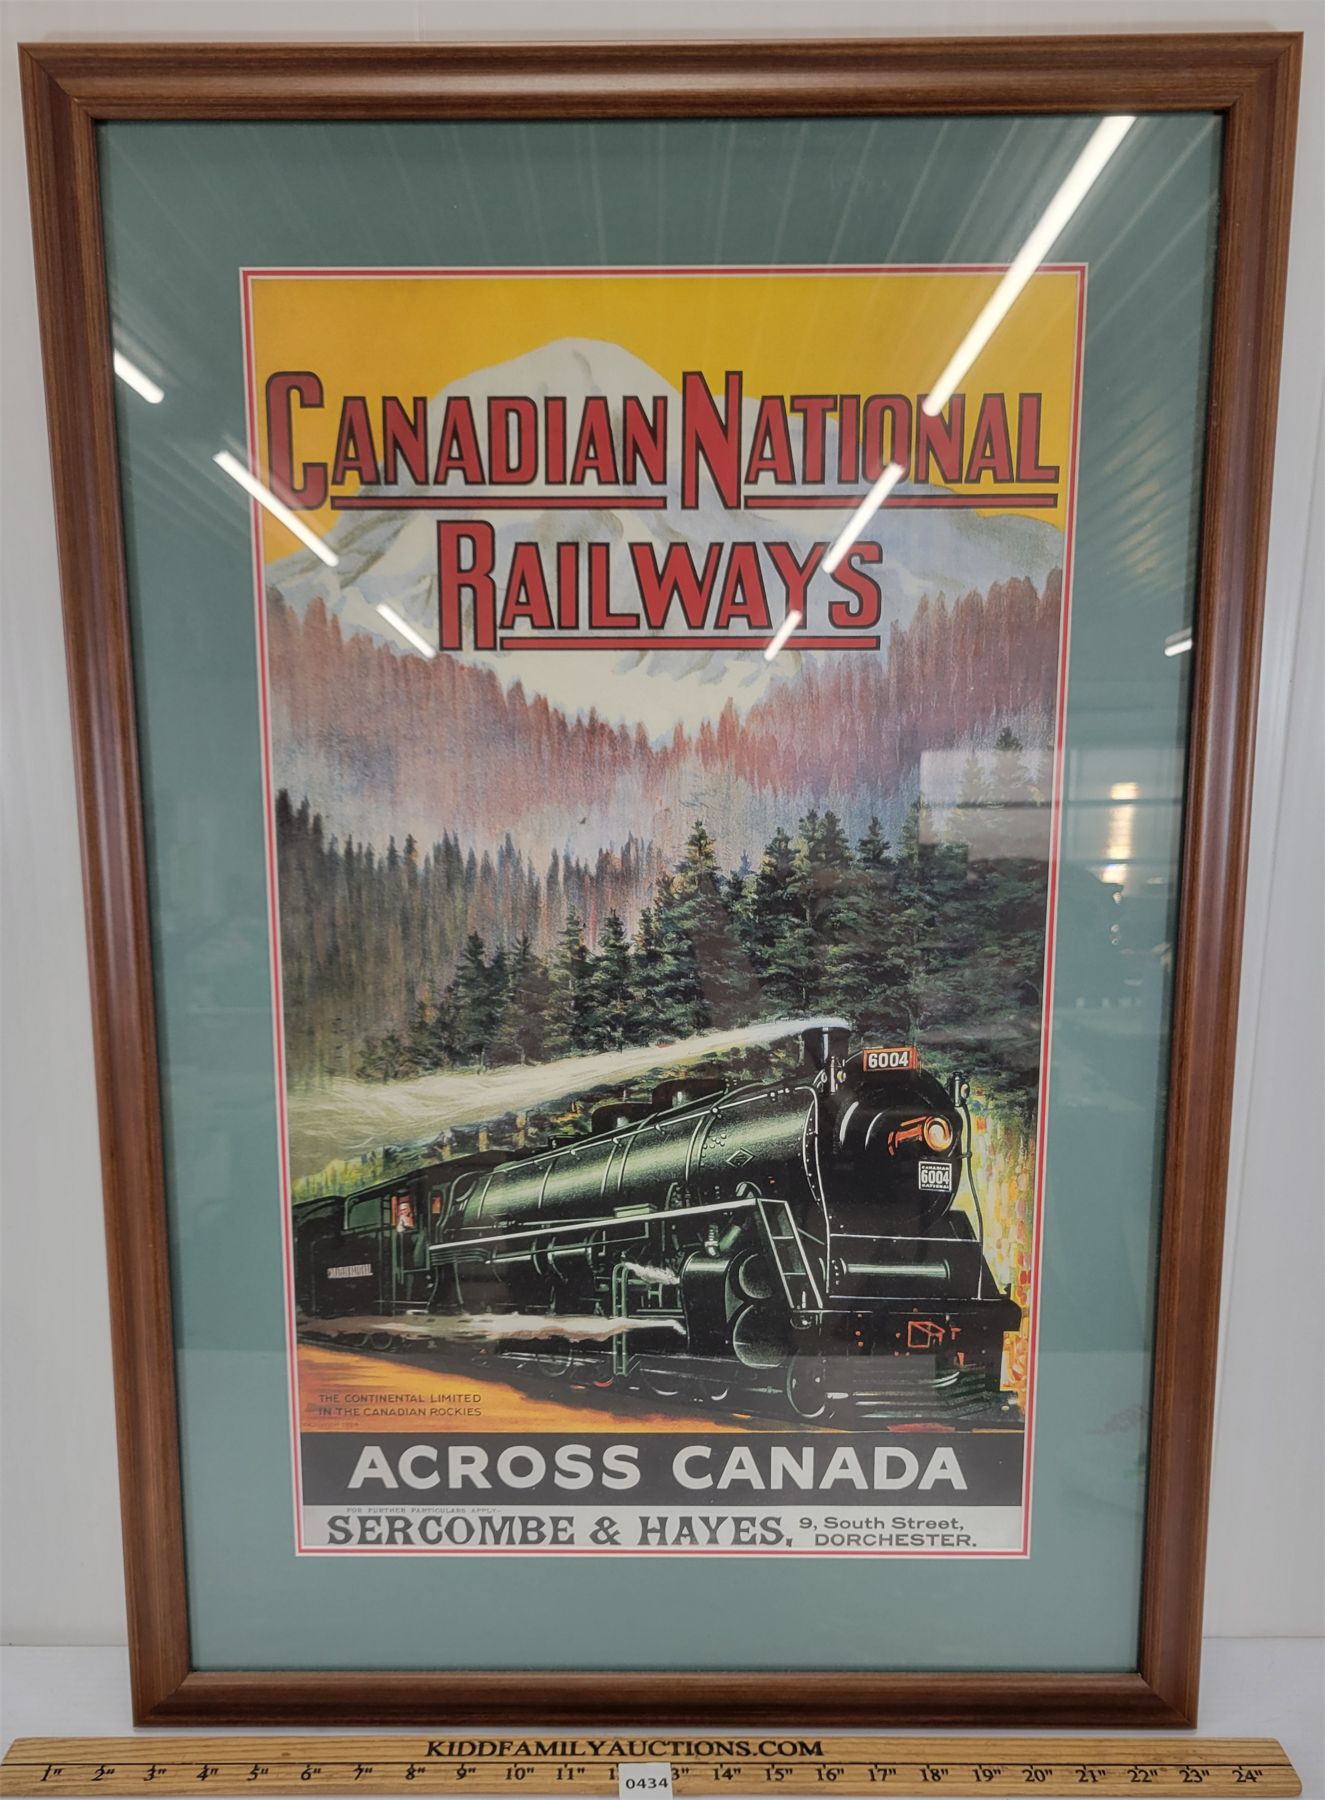 CANADIAN NATIONAL
RAILWAYS
6004
CANADIAN
6004
NATIONAL
THE CONTINENTAL LIMITED
IN THE CANADIAN ROCKIES
ACROSS CANADA
FOR FURTHER PARTICULARS APPLY:-
SERCOMBE & HAYES, 9, South Street,
DORCHESTER.
KIDDFAMILYAUCTIONS.COM
1" 2" 3" 4" 5" 6" 7" 8" 9" 10" 11" 1 3" 14" 15" 16" 17" 18" 19" 20" 21" 22" 23" 24"
0434